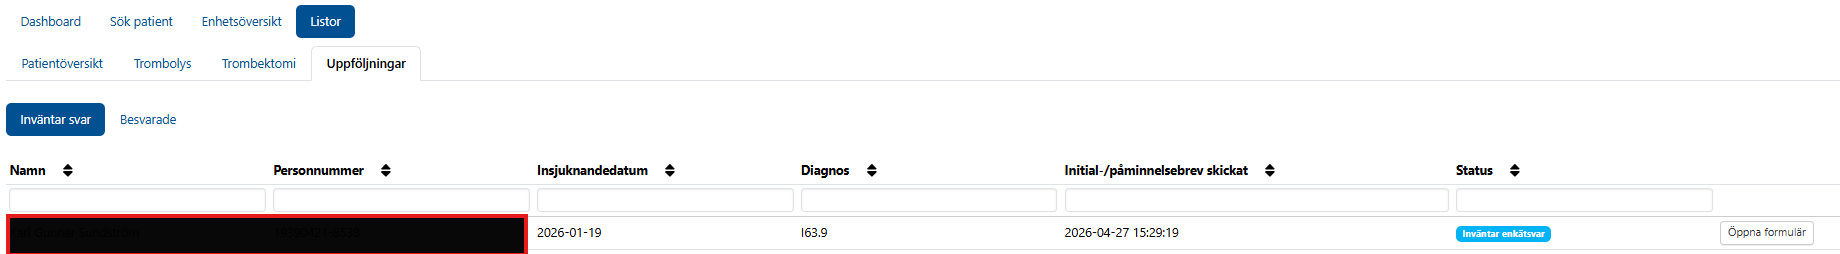 Dashboard Sök patient Enhetsöversikt Listor
Patientöversikt Trombolys Trombektomi Uppföljningar
Inväntar svar Besvarade
Namn Personnummer Insjuknandedatum Diagnos Initial-/påminnelsebrev skickat Status
2026-01-19 I63.9 2026-04-27 15:29:19 Inväntar enkätsvar Öppna formulär